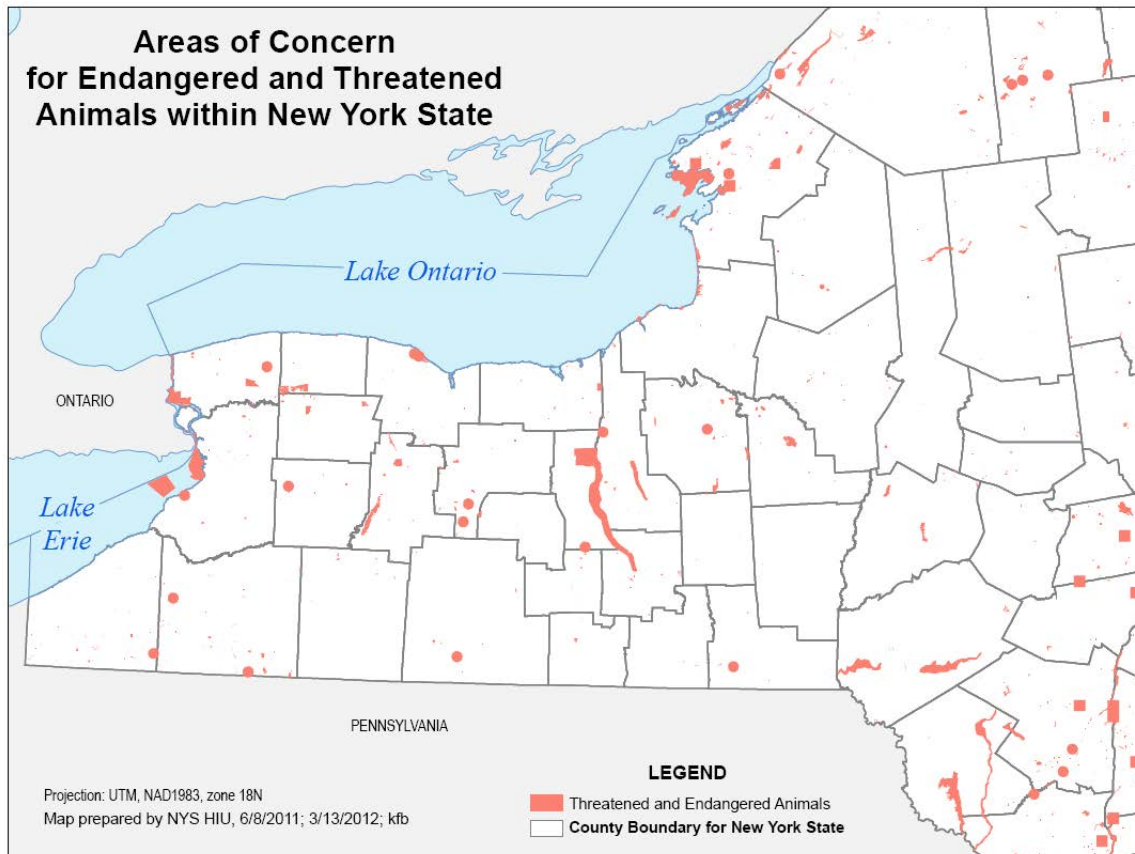 Areas of Concern
for Endangered and Threatened
Animals within New York State
Lake Ontario
ONTARIO
Lake
Erie
PENNSYLVANIA
LEGEND
Threatened and Endangered Animals
County Boundary for New York State
Projection: UTM, NAD1983, zone 18N
Map prepared by NYS HIU, 6/8/2011; 3/13/2012; kfb